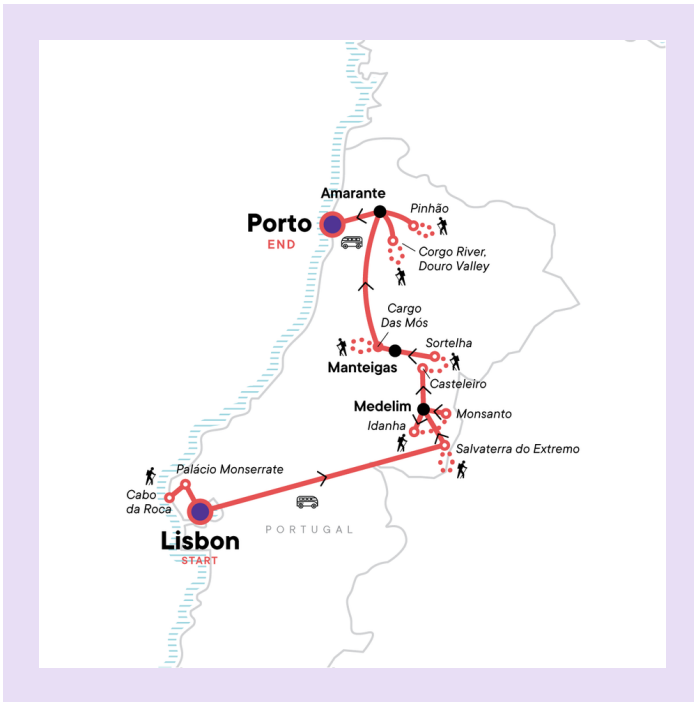 Amarante
Porto
END
Pinhão
Corgo River,
Douro Valley
Cargo
Das Mós
Sortelha
Manteigas
Casteleiro
Medelim
Monsanto
Idanha
Salvaterra do Extremo
Palácio Monserrate
Cabo
da Roca
Lisbon
START
PORTUGAL